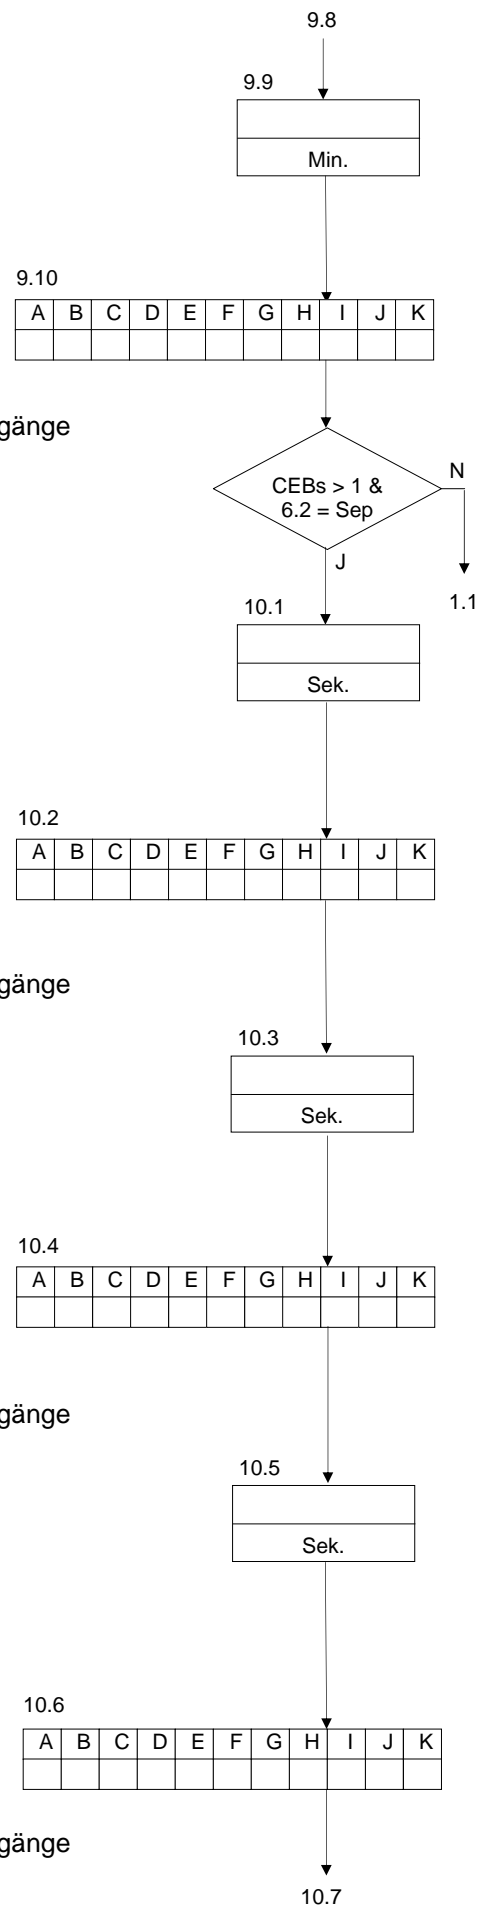 9.8
9.9
Min.
9.10
A B C D E F G H I J K
gänge
N
CEBs > 1 &
6.2 = Sep
J
1.1
10.1
Sek.
10.2
A B C D E F G H I J K
gänge
10.3
Sek.
10.4
A B C D E F G H I J K
gänge
10.5
Sek.
10.6
A B C D E F G H I J K
gänge
10.7